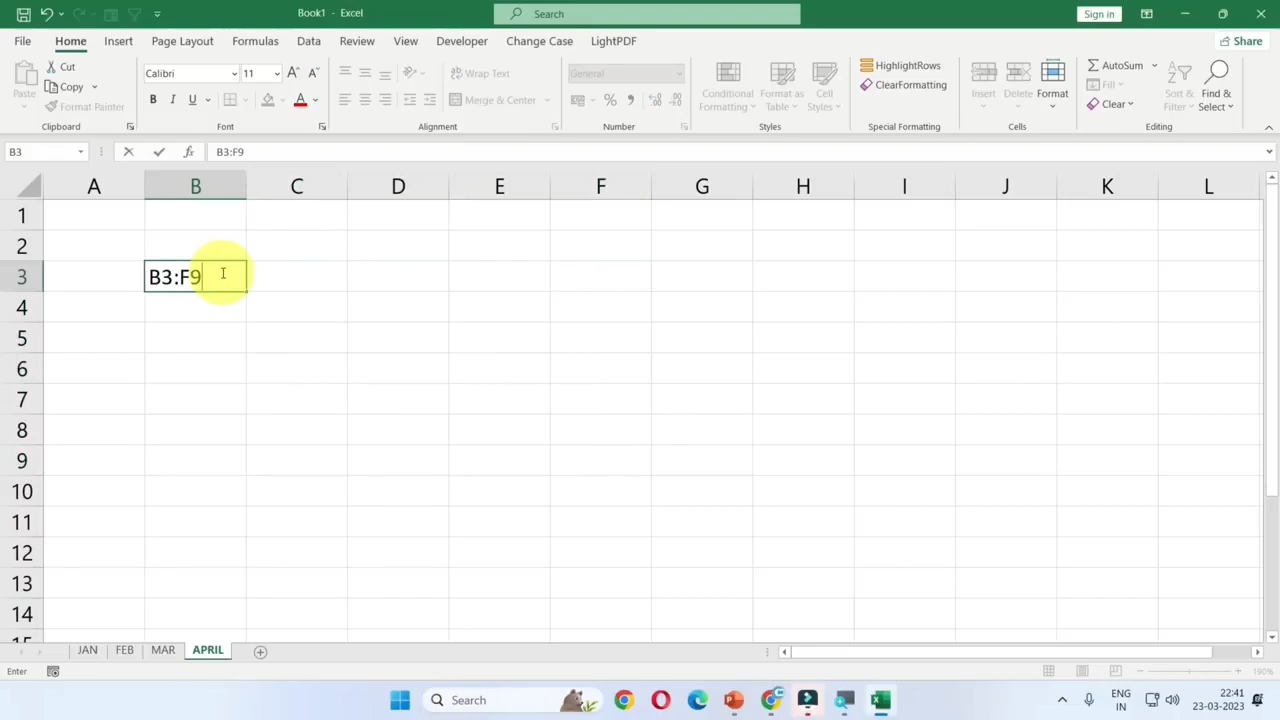 Book1 - Excel
Search
Sign in
File Home Insert Page Layout Formulas Data Review View Developer Change Case LightPDF
Share
Paste
Cut
Copy
Format Painter
Clipboard
Calibri 11
B I U
Font
Wrap Text
Merge & Center
Alignment
General
Number
Conditional Formatting
Format as Table
Cell Styles
Styles
HighlightRows
ClearFormatting
Special Formatting
Insert Delete Format
Cells
AutoSum
Fill
Clear
Sort & Filter
Find & Select
Editing
B3 fx B3:F9
A B C D E F G H I J K L
1
2
3 B3:F9
4
5
6
7
8
9
10
11
12
13
14
JAN FEB MAR APRIL
Enter
190%
Search
ENG
IN
22:41
23-03-2023